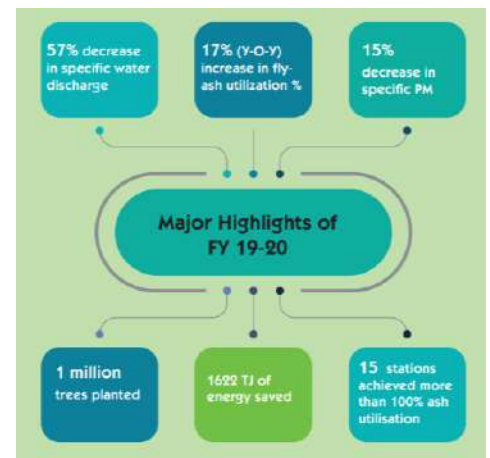 57% decrease
in specific water
discharge
17% (Y-O-Y)
increase in fly-
ash utilization %
15%
decrease in
specific PM
Major Highlights of
FY 19-20
1 million
trees planted
1622 TJ of
energy saved
15 stations
achieved more
than 100% ash
utilisation